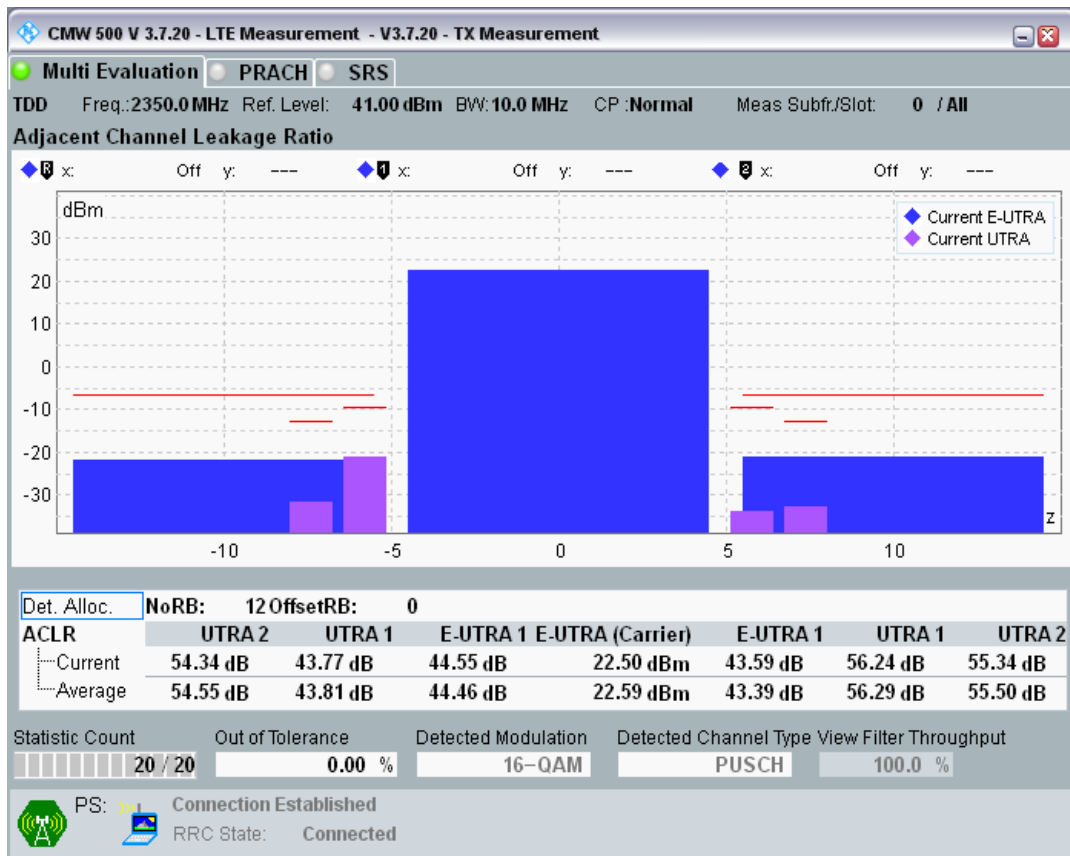 CMW 500 V 3.7.20 - LTE Measurement - V3.7.20 - TX Measurement
Multi Evaluation PRACH SRS
TDD Freq.:2350.0 MHz Ref. Level: 41.00 dBm BW:10.0 MHz CP :Normal Meas Subfr./Slot: 0 / All
Adjacent Channel Leakage Ratio
R x: Off y: --- 1 x: Off y: --- 2 x: Off y: ---
dBm
Current E-UTRA
Current UTRA
30
20
10
0
-10
-20
-30
z
-10 -5 0 5 10
Det. Alloc. NoRB: 12 OffsetRB: 0
ACLR UTRA 2 UTRA 1 E-UTRA 1 E-UTRA (Carrier) E-UTRA 1 UTRA 1 UTRA 2
Current 54.34 dB 43.77 dB 44.55 dB 22.50 dBm 43.59 dB 56.24 dB 55.34 dB
Average 54.55 dB 43.81 dB 44.46 dB 22.59 dBm 43.39 dB 56.29 dB 55.50 dB
Statistic Count Out of Tolerance Detected Modulation Detected Channel Type View Filter Throughput
20 / 20 0.00 % 16-QAM PUSCH 100.0 %
PS: Connection Established
RRC State: Connected